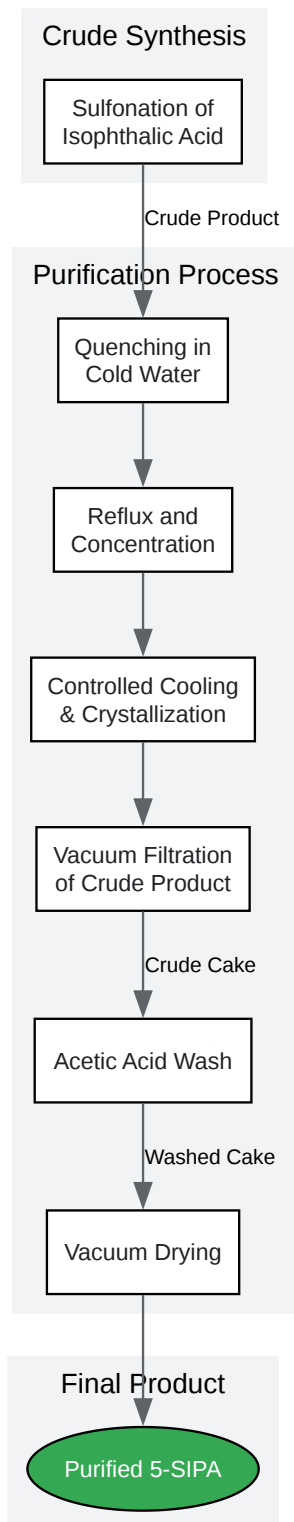 Crude Synthesis
Sulfonation of
Isophthalic Acid
Crude Product
Purification Process
Quenching in
Cold Water
Reflux and
Concentration
Controlled Cooling
& Crystallization
Vacuum Filtration
of Crude Product
Crude Cake
Acetic Acid Wash
Washed Cake
Vacuum Drying
Final Product
Purified 5-SIPA